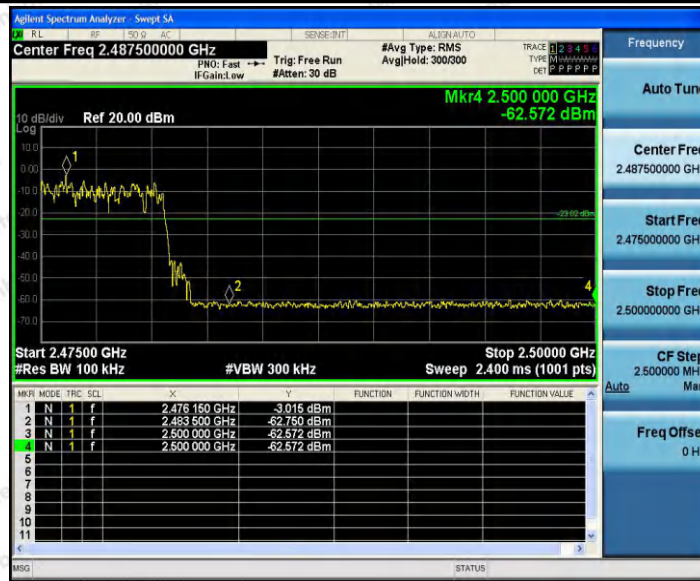 Agilent Spectrum Analyzer - Swept SA
RL RF 50 Ω AC SENSE:INT ALIGN AUTO
Center Freq 2.487500000 GHz
PNO: Fast
IFGain:Low
Trig: Free Run
#Atten: 30 dB
#Avg Type: RMS
Avg|Hold: 300/300
TRACE 1 2 3 4 5 6
TYPE M
DET P P P P P P
Mkr4 2.500 000 GHz
-62.572 dBm
10 dB/div Ref 20.00 dBm
Log
10.0
0.00
-10.0
-20.0
-30.0
-40.0
-50.0
-60.0
-70.0
1
2
4
-23.02 dBm
Start 2.47500 GHz Stop 2.50000 GHz
#Res BW 100 kHz #VBW 300 kHz Sweep 2.400 ms (1001 pts)
MKR MODE TRC SCL X Y FUNCTION FUNCTION WIDTH FUNCTION VALUE
1 N 1 f 2.476 150 GHz -3.015 dBm
2 N 1 f 2.483 500 GHz -62.750 dBm
3 N 1 f 2.500 000 GHz -62.572 dBm
4 N 1 f 2.500 000 GHz -62.572 dBm
5
6
7
8
9
10
11
MSG STATUS
Frequency
Auto Tune
Center Freq
2.487500000 GH
Start Freq
2.475000000 GH
Stop Freq
2.500000000 GH
CF Step
2.500000 MH
Auto Ma
Freq Offse
0 H